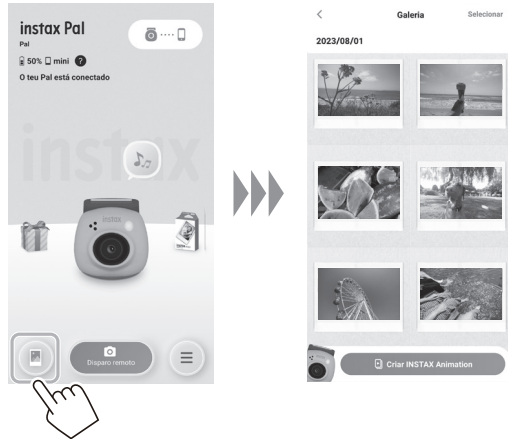 instax Pal
Pal
50% mini ?
O teu Pal está conectado
instax
instax
Disparo remoto
Galeria
Selecionar
2023/08/01
Criar INSTAX Animation